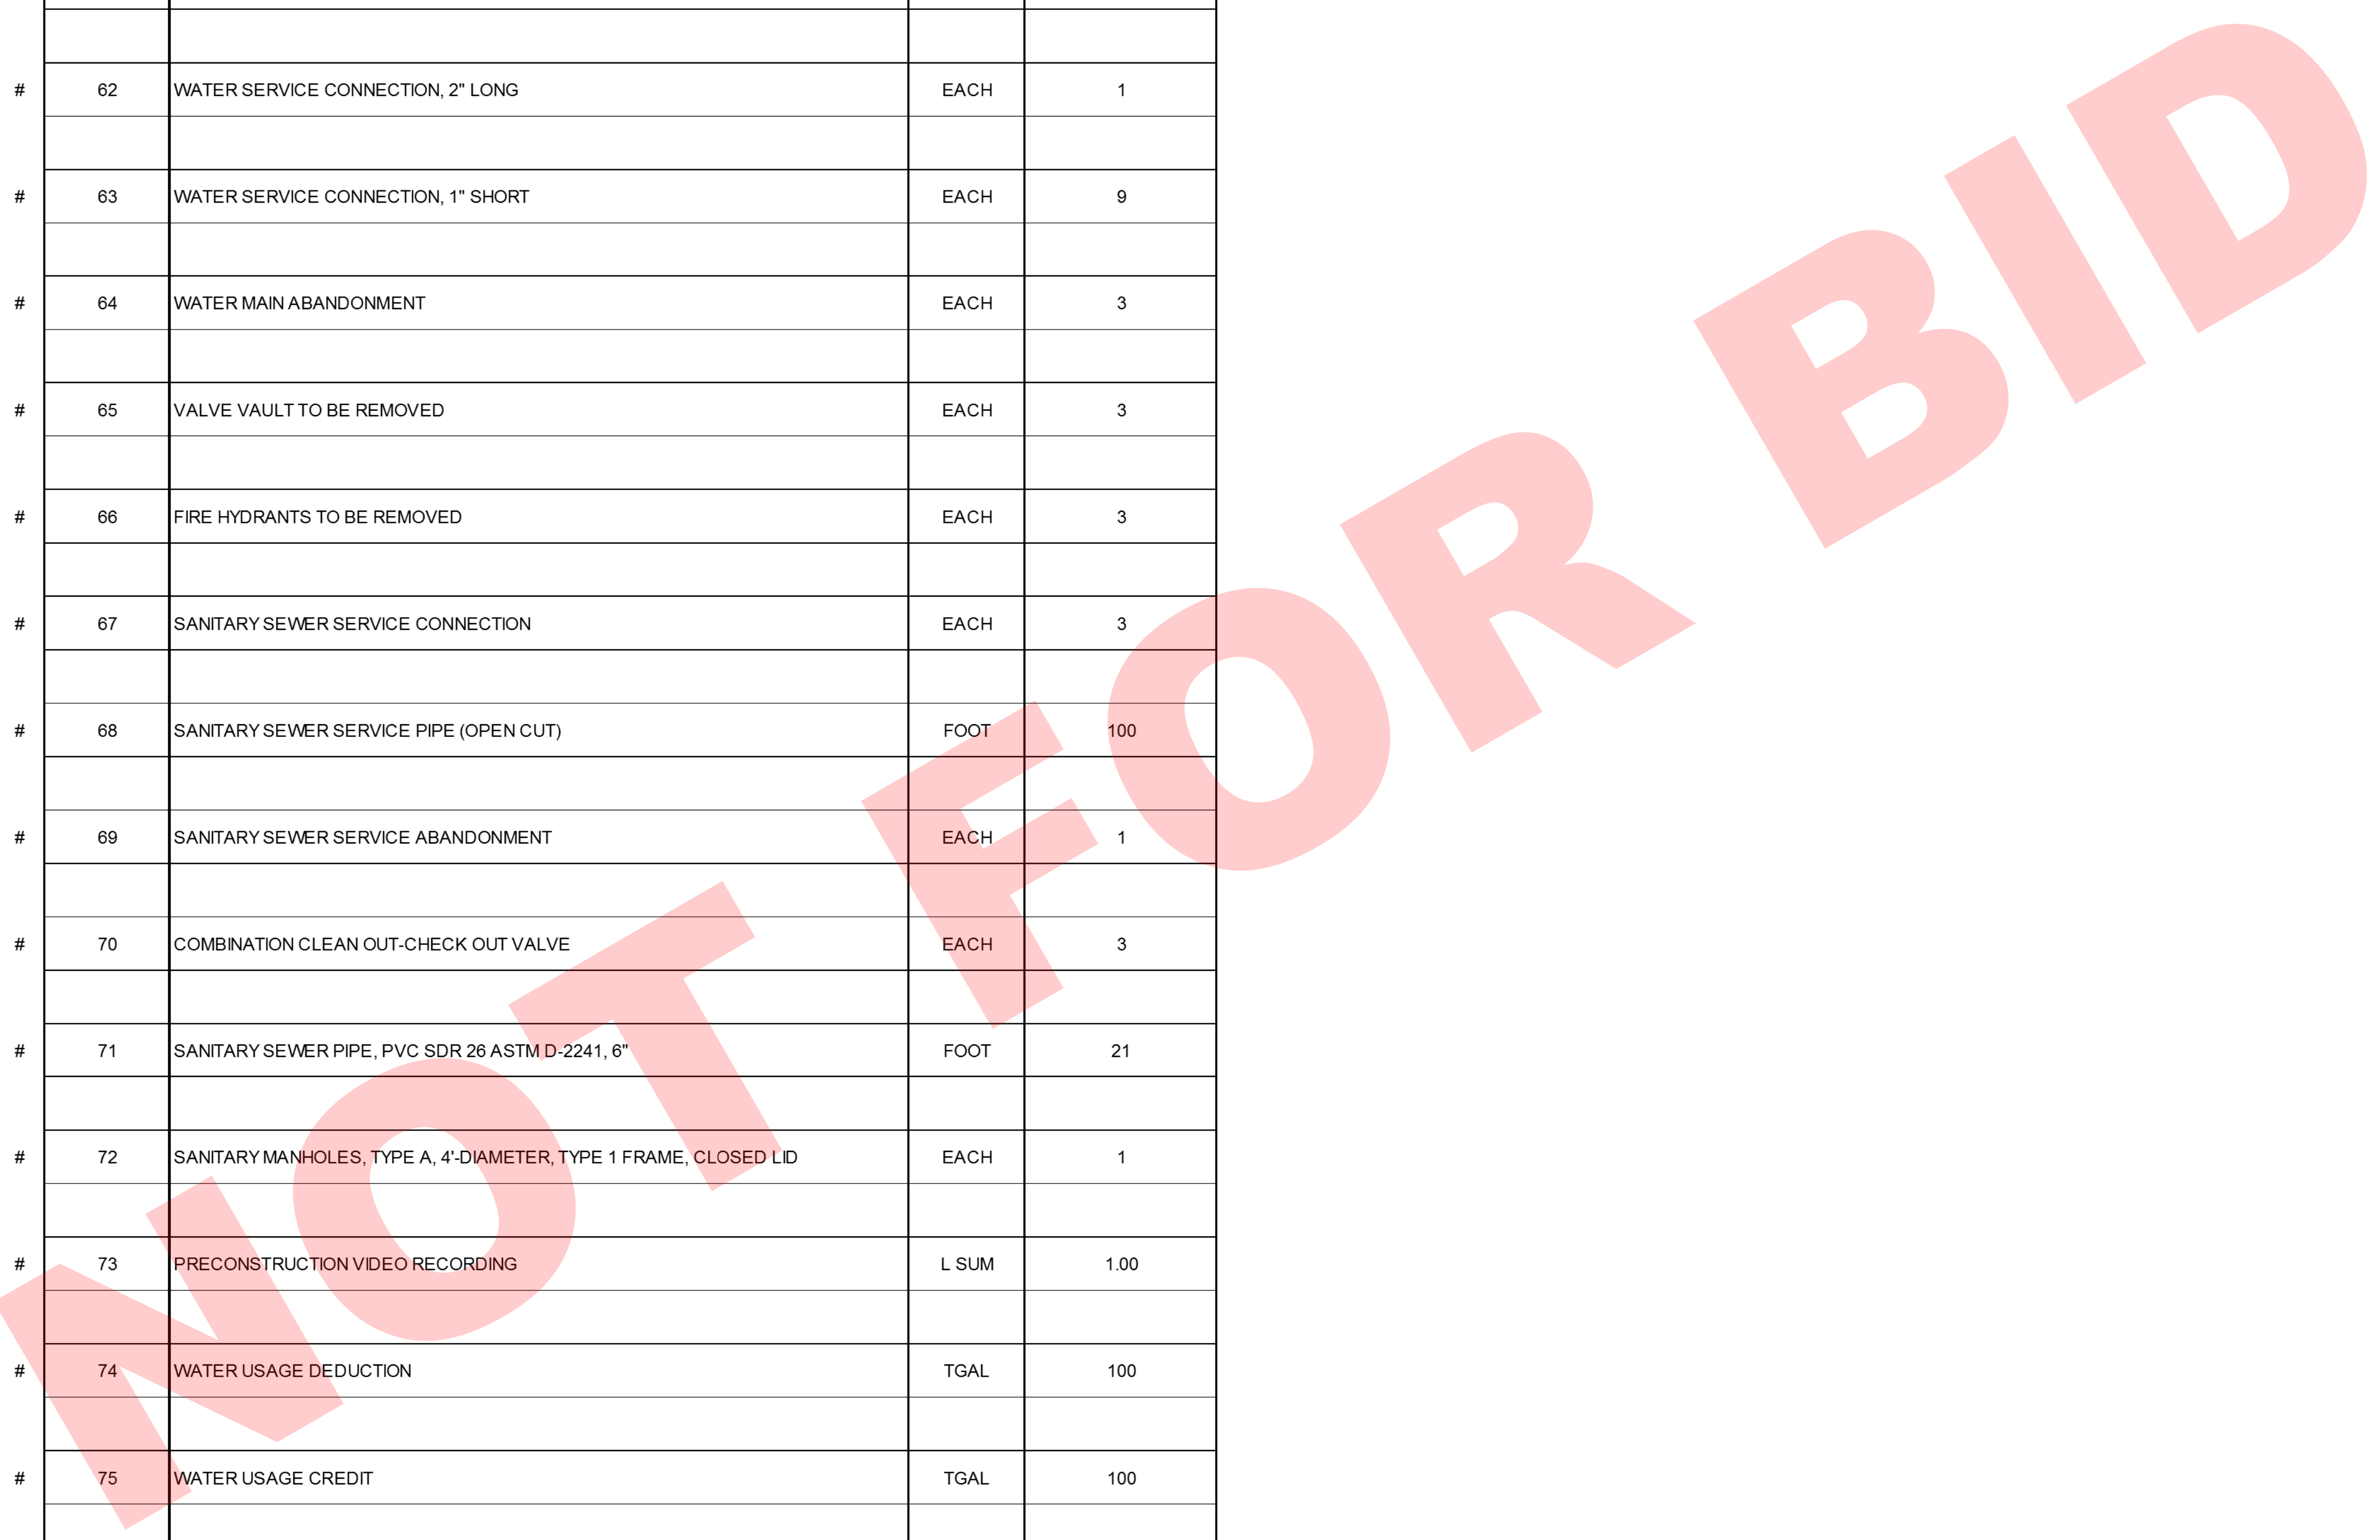 # 62 WATER SERVICE CONNECTION, 2" LONG EACH 1
# 63 WATER SERVICE CONNECTION, 1" SHORT EACH 9
# 64 WATER MAIN ABANDONMENT EACH 3
# 65 VALVE VAULT TO BE REMOVED EACH 3
# 66 FIRE HYDRANTS TO BE REMOVED EACH 3
# 67 SANITARY SEWER SERVICE CONNECTION EACH 3
# 68 SANITARY SEWER SERVICE PIPE (OPEN CUT) FOOT 100
# 69 SANITARY SEWER SERVICE ABANDONMENT EACH 1
# 70 COMBINATION CLEAN OUT-CHECK OUT VALVE EACH 3
# 71 SANITARY SEWER PIPE, PVC SDR 26 ASTM D-2241, 6" FOOT 21
# 72 SANITARY MANHOLES, TYPE A, 4'-DIAMETER, TYPE 1 FRAME, CLOSED LID EACH 1
# 73 PRECONSTRUCTION VIDEO RECORDING L SUM 1.00
# 74 WATER USAGE DEDUCTION TGAL 100
# 75 WATER USAGE CREDIT TGAL 100
NOT FOR BID